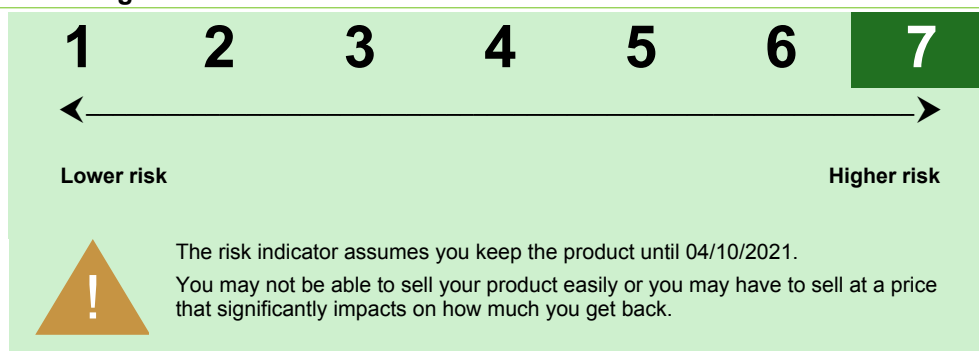 1 2 3 4 5 6 7
Lower risk Higher risk
!
The risk indicator assumes you keep the product until 04/10/2021.
You may not be able to sell your product easily or you may have to sell at a price
that significantly impacts on how much you get back.